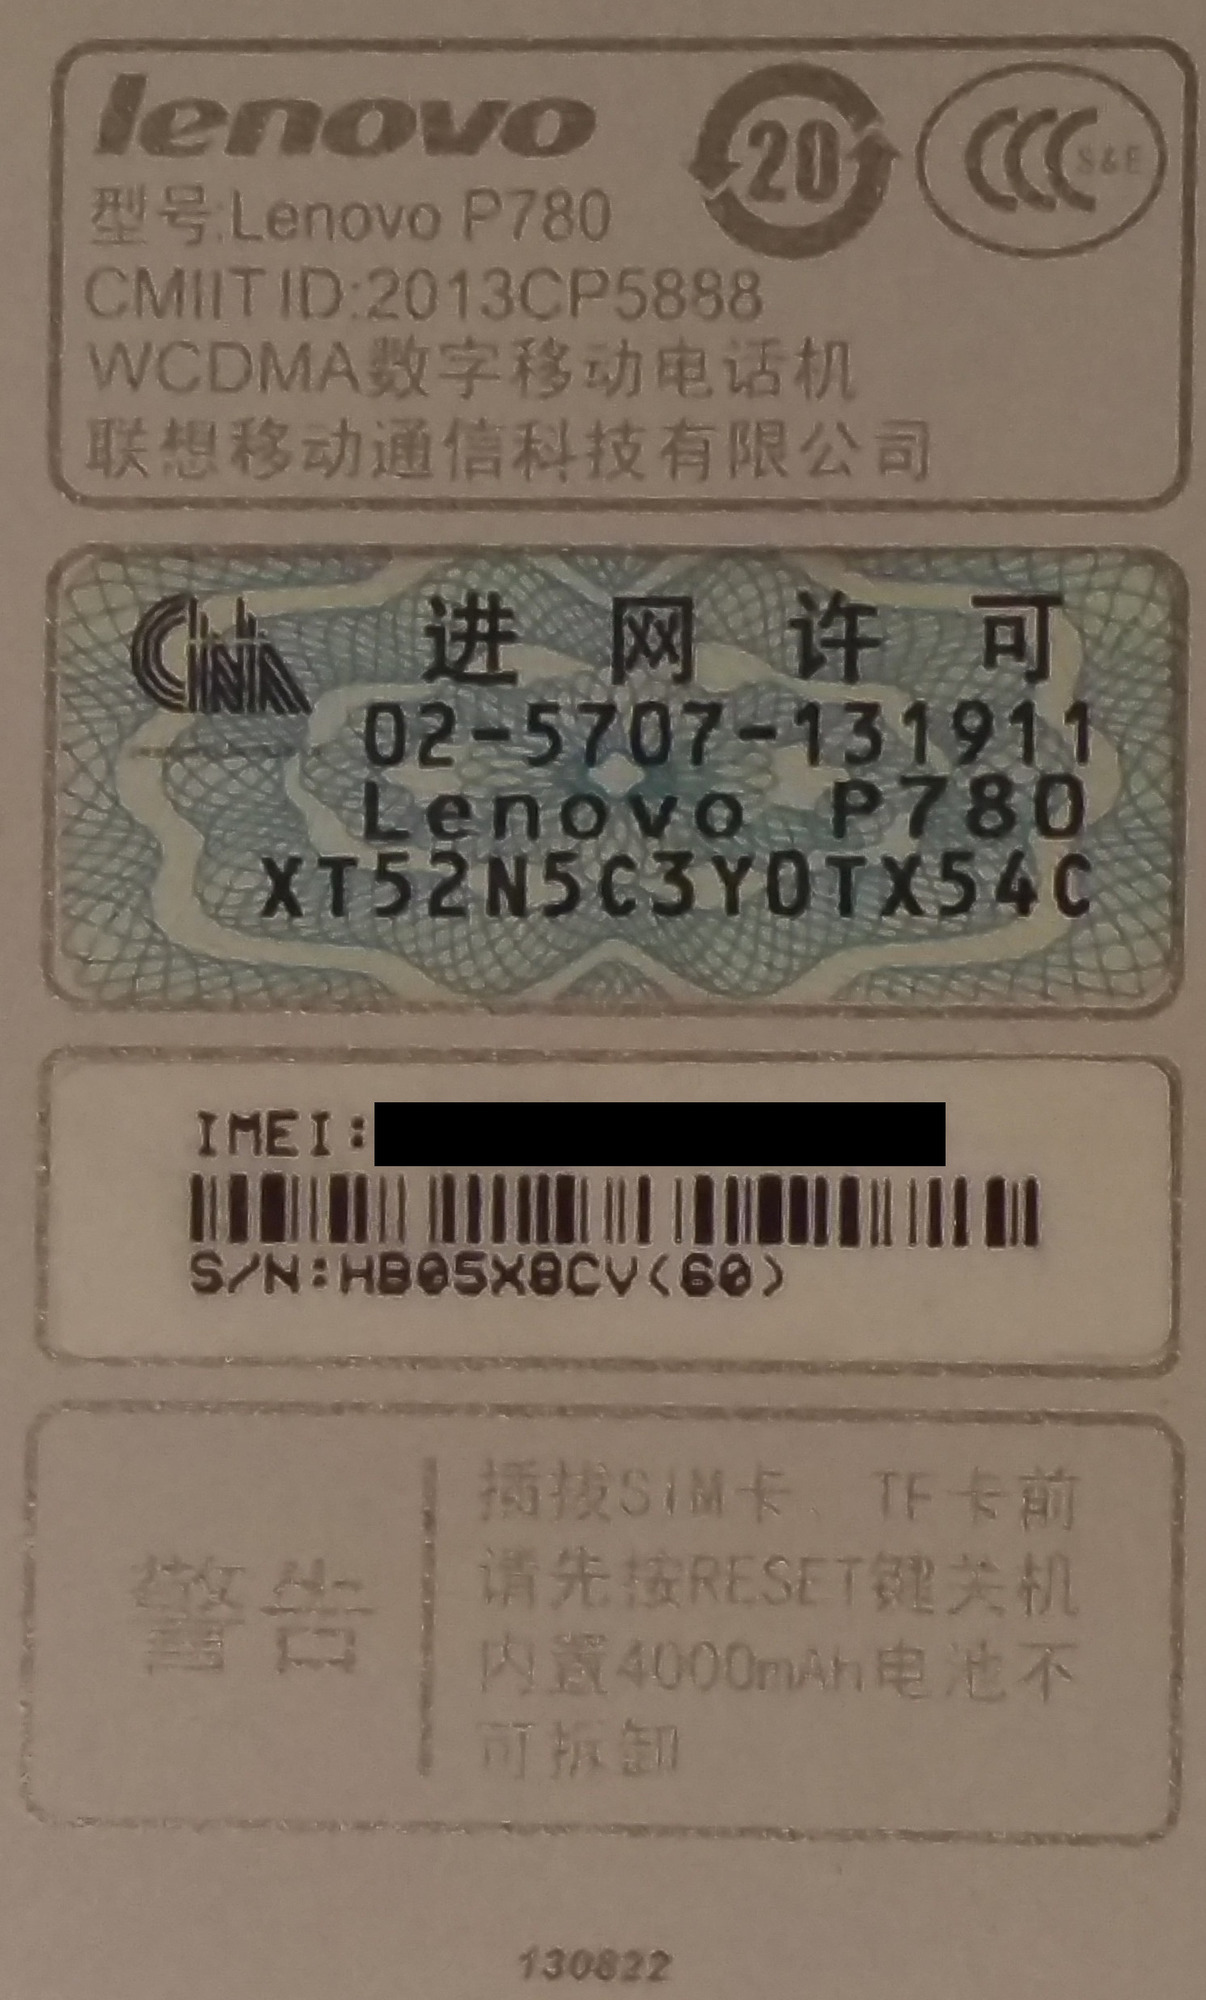 lenovo
20
CCC S&E
型号:Lenovo P780
CMIIT ID:2013CP5888
WCDMA数字移动电话机
联想移动通信科技有限公司
CHINA
进网许可
02-5707-131911
Lenovo P780
XT52N5C3Y0TX54C
IMEI:
S/N:HB05X8CV(60)
警告
插拔SIM卡、TF卡前
请先按RESET键关机
内置4000mAh电池不
可拆卸
130822